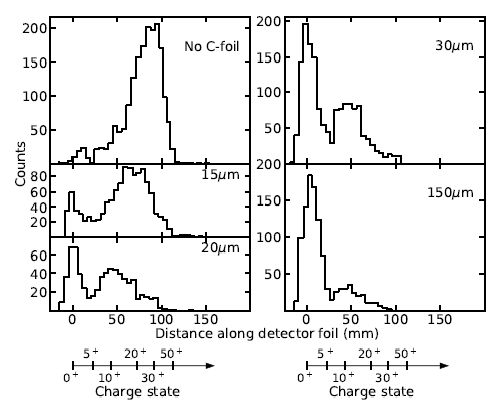 200
150
100
50
No C-foil
80
60
40
20
15μm
60
40
20
20μm
Counts
0 50 100 150
200
150
100
50
30μm
200
150
100
50
150μm
0 50 100 150
Distance along detector foil (mm)
5+ 20+ 50+
0+ 10+ 30+
Charge state
5+ 20+ 40+
0+ 10+ 30+
Charge state